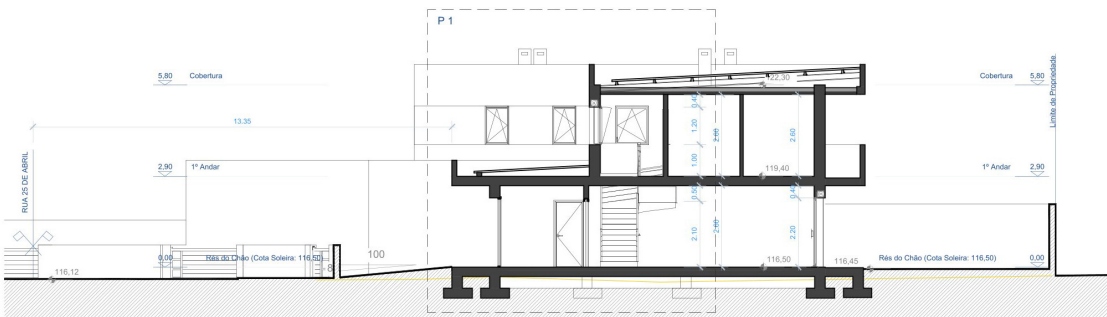 P 1
5,80 Cobertura
Cobertura 5,80
22,30
Limite de Propriedade
13.35
0.40
1.20
2.60
2.60
1.00
2,90 1º Andar
119,40
1º Andar 2,90
RUA 25 DE ABRIL
0.50
0.40
2.10
2.60
2.20
0,00 Rés do Chão (Cota Soleira: 116,50)
100
116,50
116,45
Rés do Chão (Cota Soleira: 116,50) 0,00
116,12